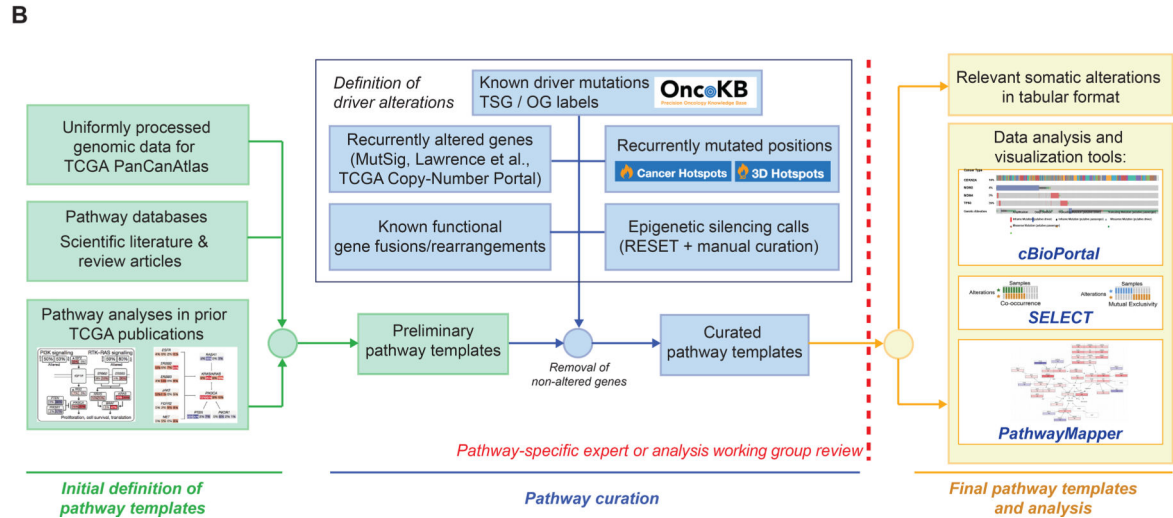 B
Uniformly processed
genomic data for
TCGA PanCanAtlas
Pathway databases
Scientific literature &
review articles
Pathway analyses in prior
TCGA publications
PI3K signalling
RTK–RAS signalling
Altered
Altered
Proliferation, cell survival, translation
Initial definition of
pathway templates
Definition of
driver alterations
Known driver mutations
TSG / OG labels
OncoKB
Precision Oncology Knowledge Base
Recurrently altered genes
(MutSig, Lawrence et al.,
TCGA Copy-Number Portal)
Recurrently mutated positions
Cancer Hotspots
3D Hotspots
Known functional
gene fusions/rearrangements
Epigenetic silencing calls
(RESET + manual curation)
Preliminary
pathway templates
Removal of
non-altered genes
Curated
pathway templates
Pathway-specific expert or analysis working group review
Pathway curation
Relevant somatic alterations
in tabular format
Data analysis and
visualization tools:
Cancer Type
cBioPortal
Samples
Alterations
Co-occurrence
Samples
Alterations
Mutual Exclusivity
SELECT
PathwayMapper
Final pathway templates
and analysis